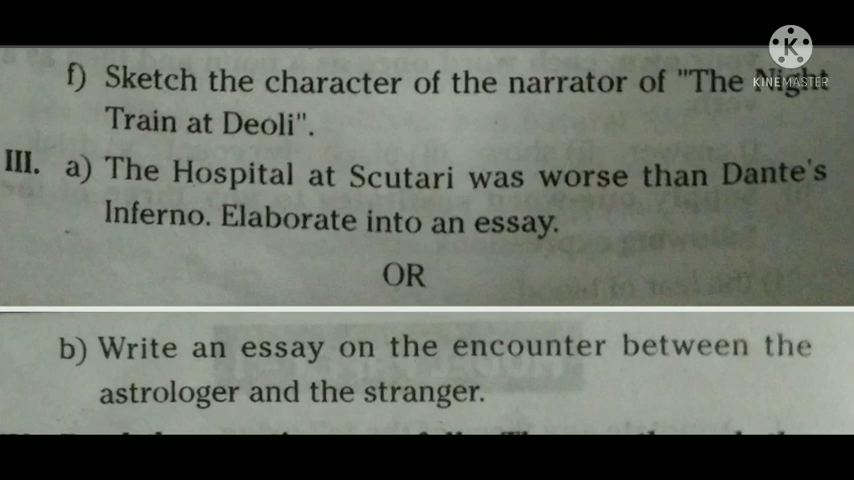 K
KINEMASTER
f) Sketch the character of the narrator of "The Night
Train at Deoli".
III. a) The Hospital at Scutari was worse than Dante's
Inferno. Elaborate into an essay.
OR
b) Write an essay on the encounter between the
astrologer and the stranger.